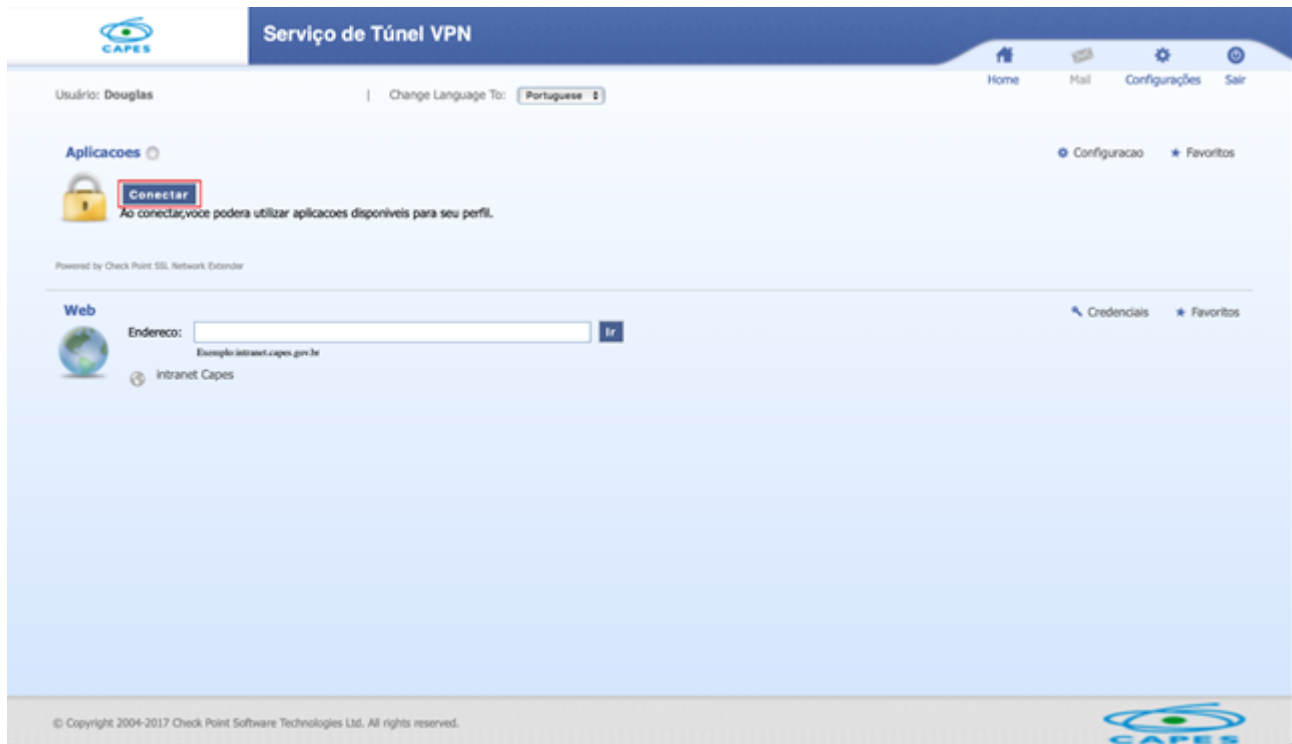 CAPES
Serviço de Túnel VPN
Home Mail Configurações Sair
Usuário: Douglas | Change Language To: Portuguese
Aplicacoes Configuracao Favoritos
Conectar
Ao conectar,voce podera utilizar aplicacoes disponiveis para seu perfil.
Powered by Check Point SSL Network Extender
Web Credenciais Favoritos
Endereco: Ir
Exemplo:intranet.capes.gov.br
intranet Capes
© Copyright 2004-2017 Check Point Software Technologies Ltd. All rights reserved.
CAPES